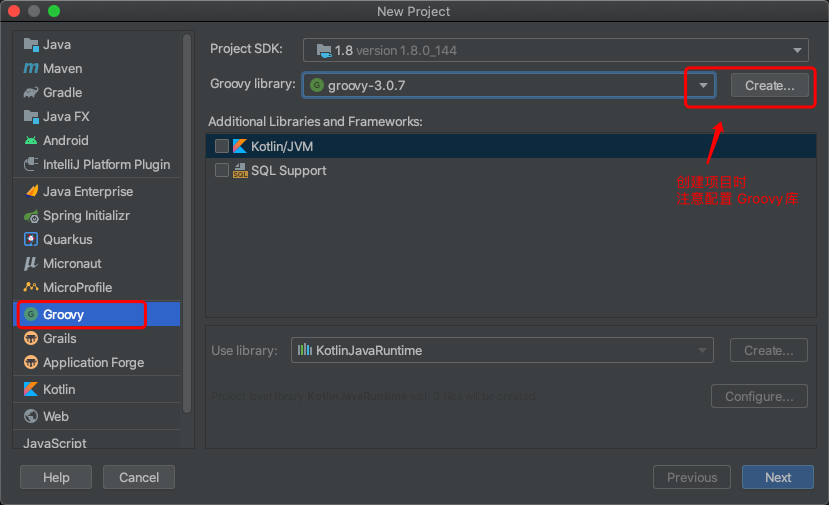 New Project
Java
Maven
Gradle
Java FX
Android
IntelliJ Platform Plugin
Java Enterprise
Spring Initializr
Quarkus
Micronaut
MicroProfile
Groovy
Grails
Application Forge
Kotlin
Web
JavaScript
Project SDK: 1.8 version 1.8.0_144
Groovy library: G groovy-3.0.7 Create...
Additional Libraries and Frameworks:
Kotlin/JVM
SQL Support
创建项目时
注意配置 Groovy库
Use library: KotlinJavaRuntime Create...
Project level library KotlinJavaRuntime with 3 files will be created Configure...
Help Cancel Previous Next